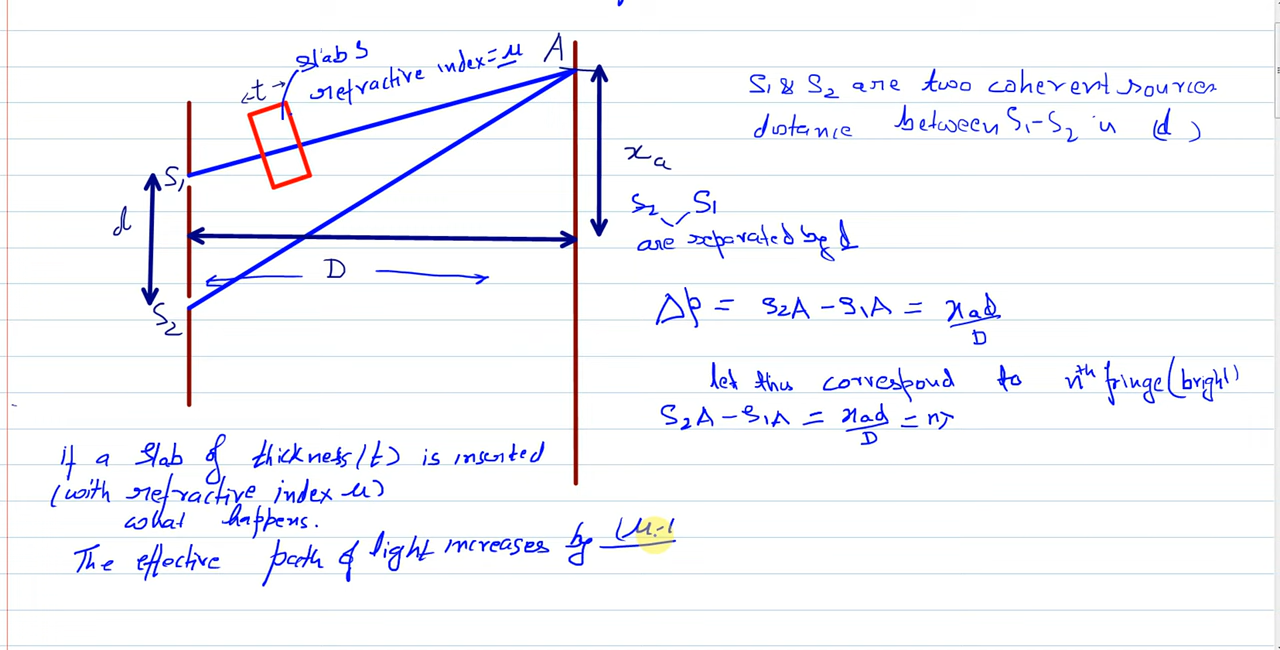 A
slab S
←t→
refractive index = μ
S₁
d
S₂
D
xₐ
S₁ & S₂ are two coherent sources
distance between S₁-S₂ is (d)
S₂ S₁
are separated by d
Δp = S₂A - S₁A = xₐd/D
let this correspond to nᵗʰ fringe (bright)
S₂A - S₁A = xₐd/D = nλ
if a slab of thickness (t) is inserted
(with refractive index μ)
what happens.
The effective path of light increases by (μ-1